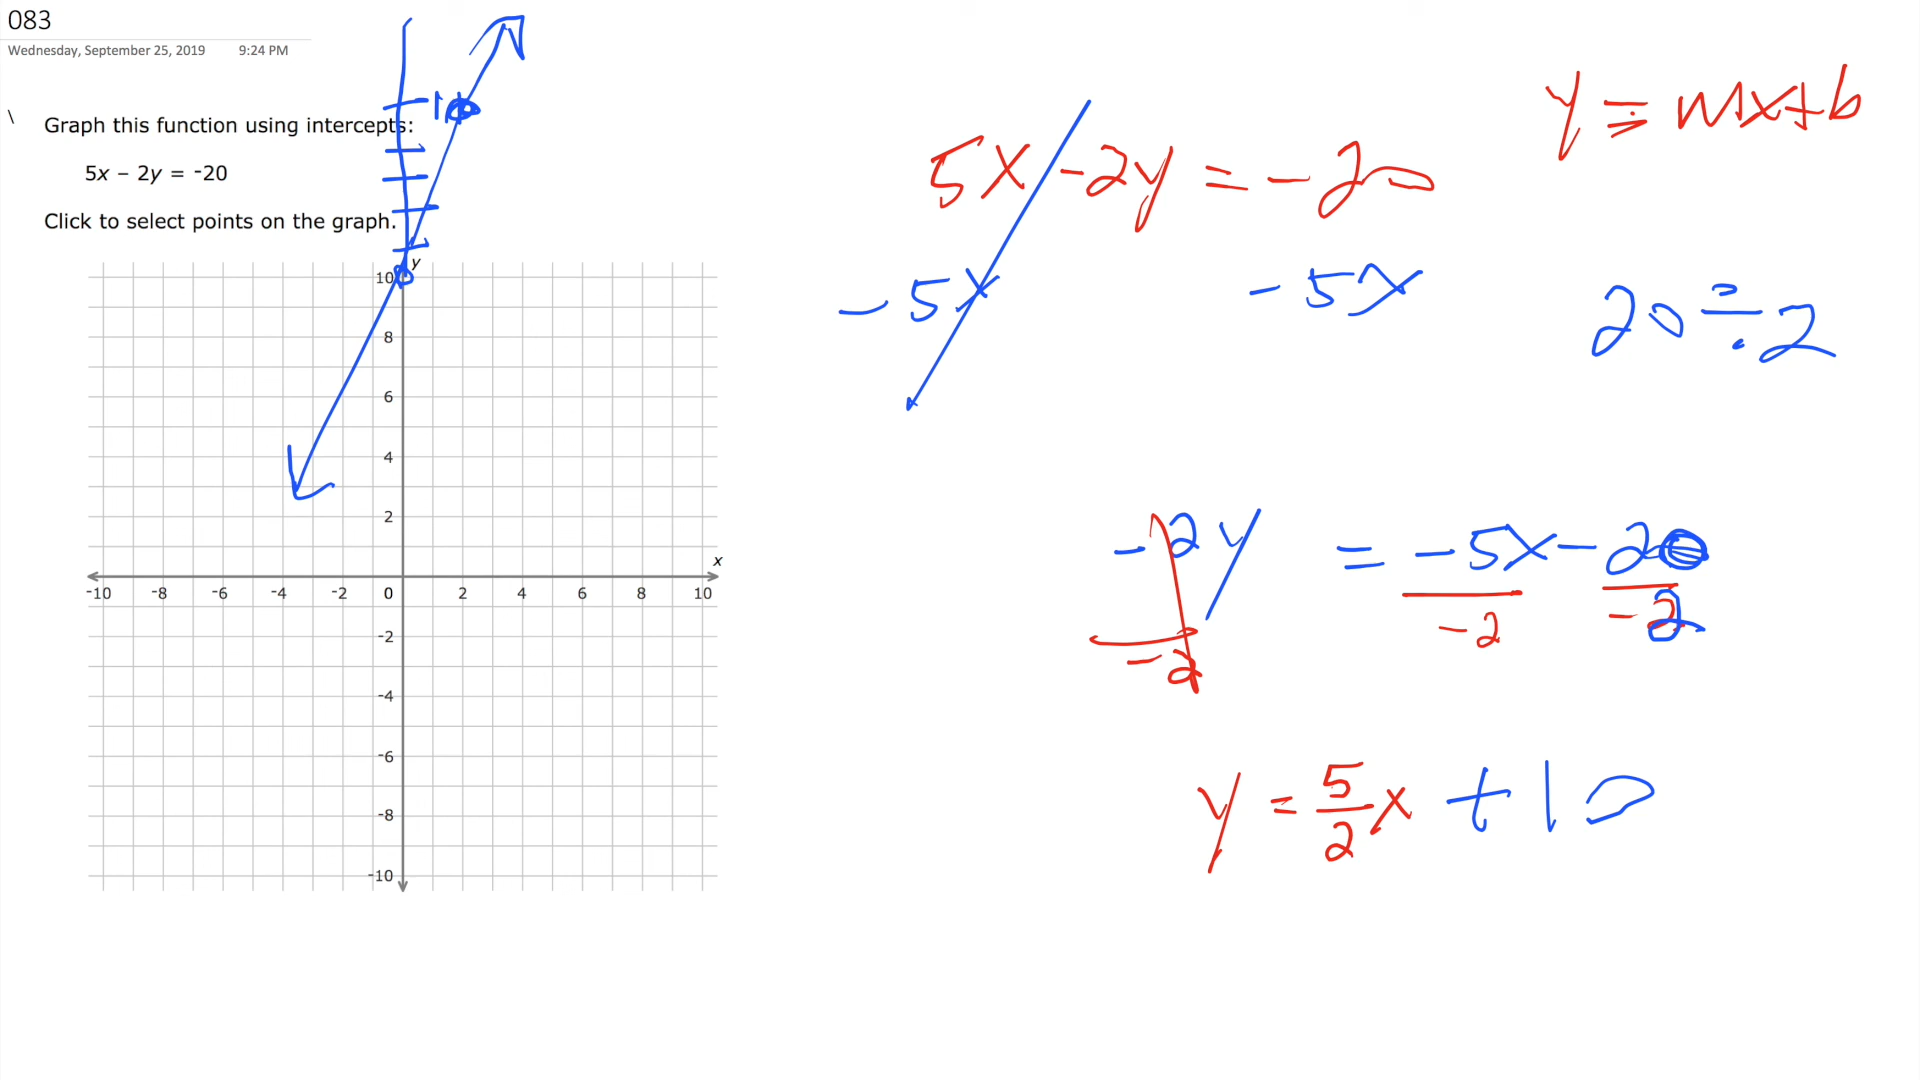 083
Wednesday, September 25, 2019 9:24 PM
\
Graph this function using intercepts:
5x – 2y = -20
Click to select points on the graph.
y
10
8
6
4
2
x
-10 -8 -6 -4 -2 0 2 4 6 8 10
-2
-4
-6
-8
-10
y = mx+b
5x -2y = -20
-5x -5x
20 ÷ 2
-2y = -5x - 20
-2 -2 -2
y = 5/2 x + 10